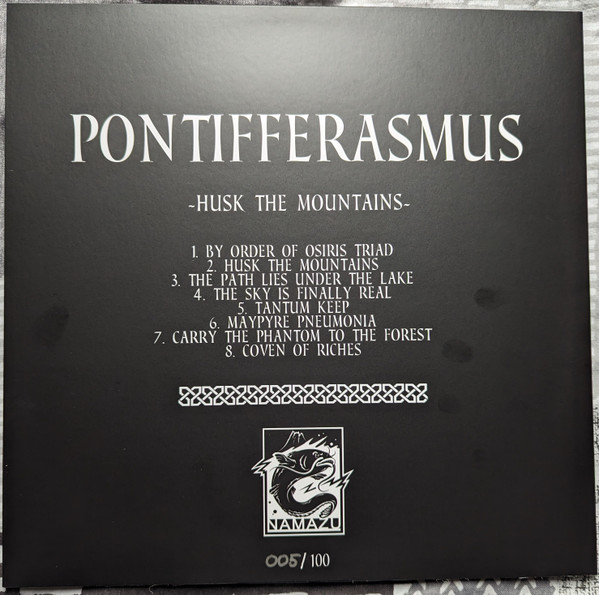 PONTIFFERASMUS
~HUSK THE MOUNTAINS~
1. BY ORDER OF OSIRIS TRIAD
2. HUSK THE MOUNTAINS
3. THE PATH LIES UNDER THE LAKE
4. THE SKY IS FINALLY REAL
5. TANTUM KEEP
6. MAYPYRE PNEUMONIA
7. CARRY THE PHANTOM TO THE FOREST
8. COVEN OF RICHES
NAMAZU
005/100